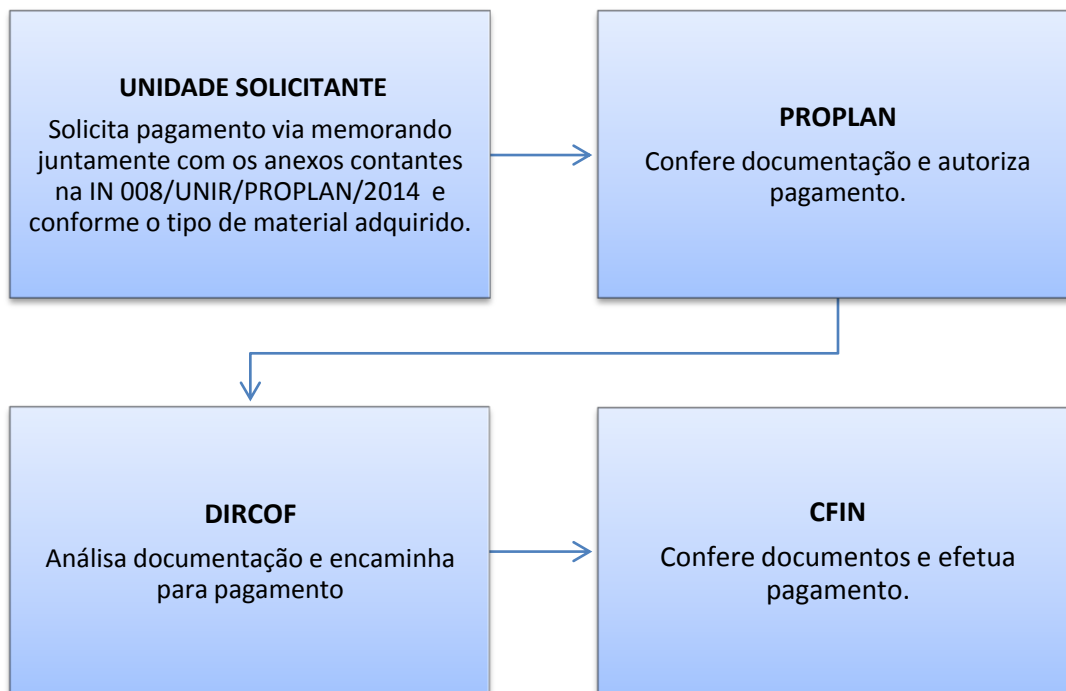 UNIDADE SOLICITANTE
Solicita pagamento via memorando
juntamente com os anexos contantes
na IN 008/UNIR/PROPLAN/2014 e
conforme o tipo de material adquirido.
PROPLAN
Confere documentação e autoriza
pagamento.
DIRCOF
Análisa documentação e encaminha
para pagamento
CFIN
Confere documentos e efetua
pagamento.